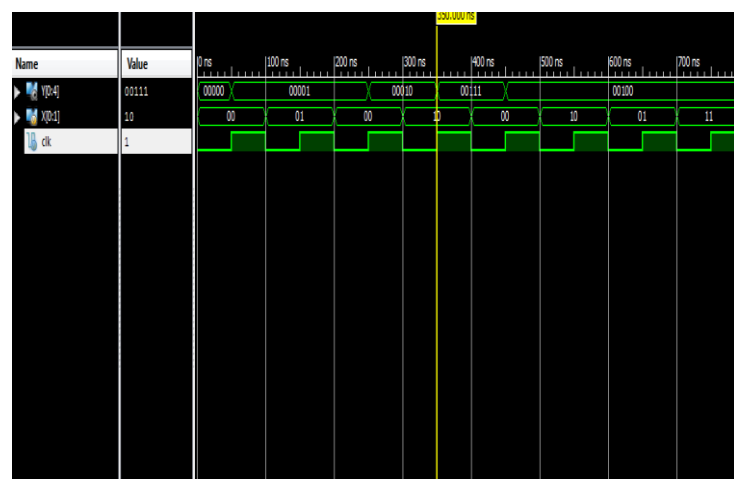 350.000 ns
Name Value 0 ns 100 ns 200 ns 300 ns 400 ns 500 ns 600 ns 700 ns
Y[0:4] 00111 00000 00001 00010 00111 00100
X[0:1] 10 00 01 00 10 00 10 01 11
clk 1